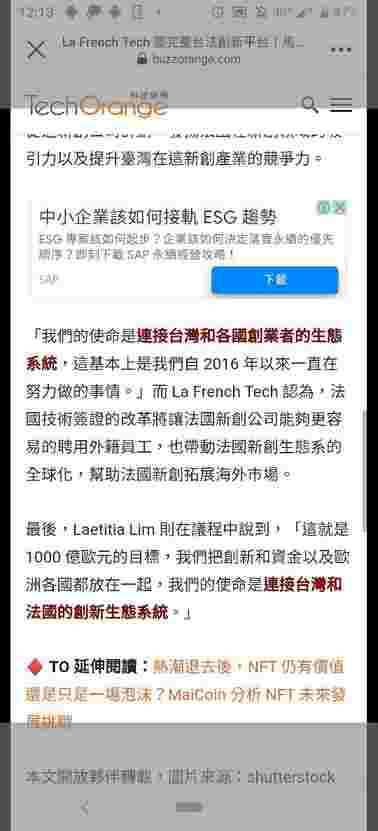 12:13
La French Tech
buzzorange.com
科技報橘
TechOrange
引力以及提升臺灣在這新創產業的競爭力。
中小企業該如何接軌 ESG 趨勢
ESG 專案該如何起步？企業該如何決定落實永續的優先
順序？即刻下載 SAP 永續經營攻略！
SAP
下載
「我們的使命是連接台灣和各國創業者的生態
系統，這基本上是我們自 2016 年以來一直在
努力做的事情。」而 La French Tech 認為，法
國技術簽證的改革將讓法國新創公司能夠更容
易的聘用外籍員工，也帶動法國新創生態系的
全球化，幫助法國新創拓展海外市場。
最後，Laetitia Lim 則在議程中說到，「這就是
1000 億歐元的目標，我們把創新和資金以及歐
洲各國都放在一起，我們的使命是連接台灣和
法國的創新生態系統。」
TO 延伸閱讀：熱潮退去後，NFT 仍有價值
還是只是一場泡沫？MaiCoin 分析 NFT 未來發
展挑戰
本文開放夥伴轉載，圖片來源：shutterstock